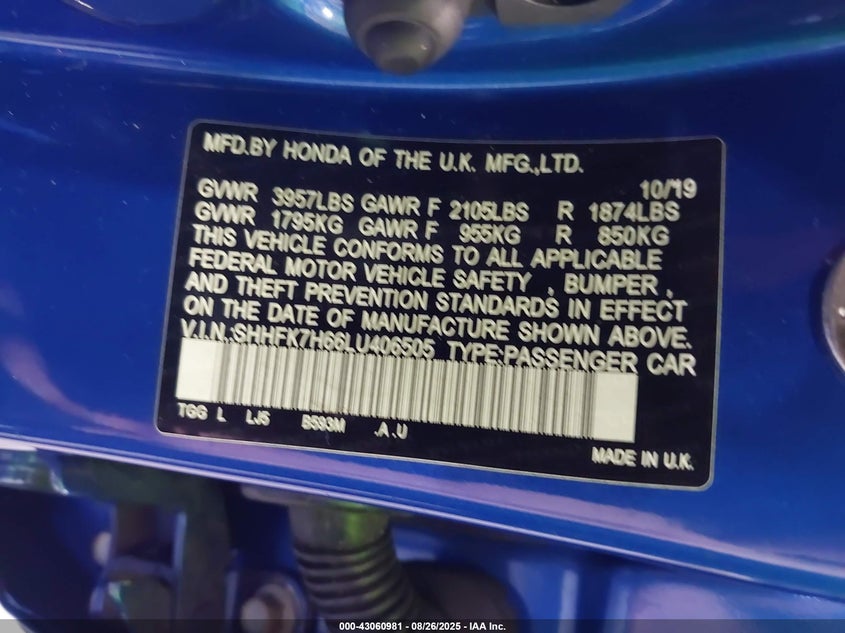 MFD.BY HONDA OF THE U.K. MFG.,LTD.
10/19
GVWR 3957LBS GAWR F 2105LBS R 1874LBS
GVWR 1795KG GAWR F 955KG R 850KG
THIS VEHICLE CONFORMS TO ALL APPLICABLE
FEDERAL MOTOR VEHICLE SAFETY , BUMPER ,
AND THEFT PREVENTION STANDARDS IN EFFECT
ON THE DATE OF MANUFACTURE SHOWN ABOVE.
V.I.N.:SHHFK7H66LU406505 TYPE:PASSENGER CAR
TGG L LJ5 B593M .A .U
MADE IN U.K.
000-43060981 - 08/26/2025 - IAA Inc.